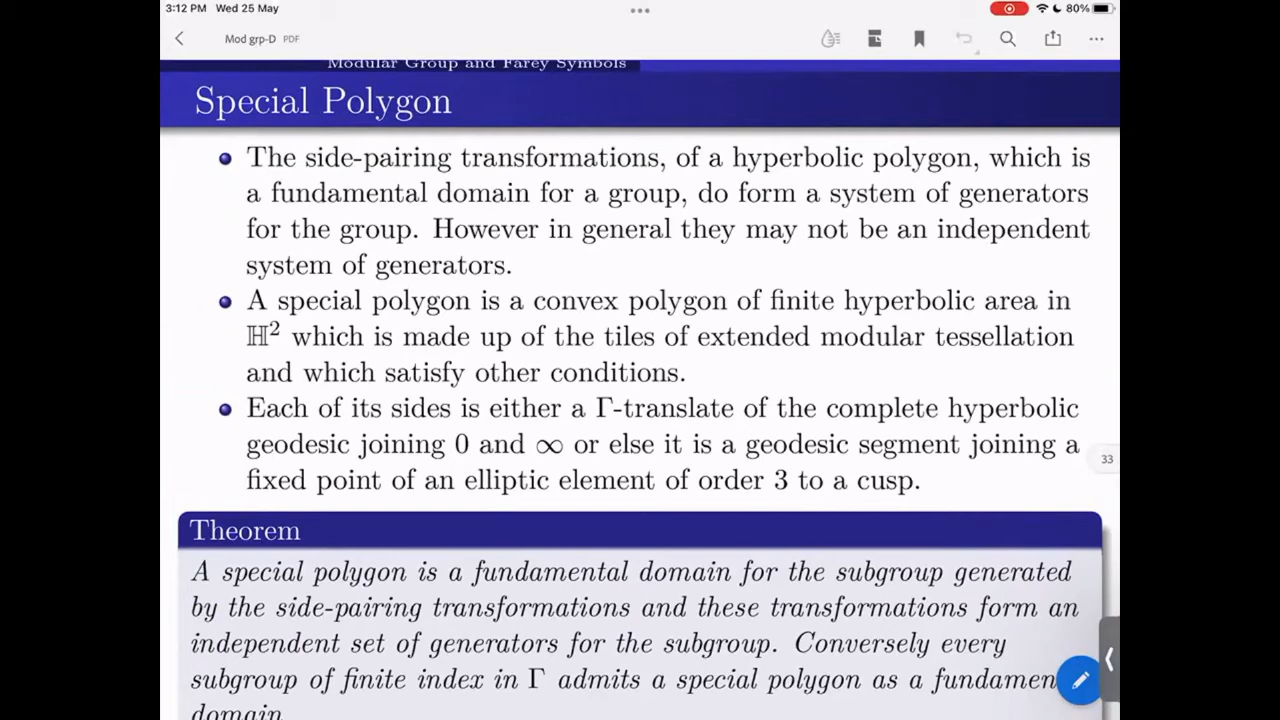 3:12 PM Wed 25 May
80%
Mod grp-D PDF
Modular Group and Farey Symbols
Special Polygon
The side-pairing transformations, of a hyperbolic polygon, which is
a fundamental domain for a group, do form a system of generators
for the group. However in general they may not be an independent
system of generators.
A special polygon is a convex polygon of finite hyperbolic area in
ℍ² which is made up of the tiles of extended modular tessellation
and which satisfy other conditions.
Each of its sides is either a Γ-translate of the complete hyperbolic
geodesic joining 0 and ∞ or else it is a geodesic segment joining a
fixed point of an elliptic element of order 3 to a cusp.
33
Theorem
A special polygon is a fundamental domain for the subgroup generated
by the side-pairing transformations and these transformations form an
independent set of generators for the subgroup. Conversely every
subgroup of finite index in Γ admits a special polygon as a fundamen
domain